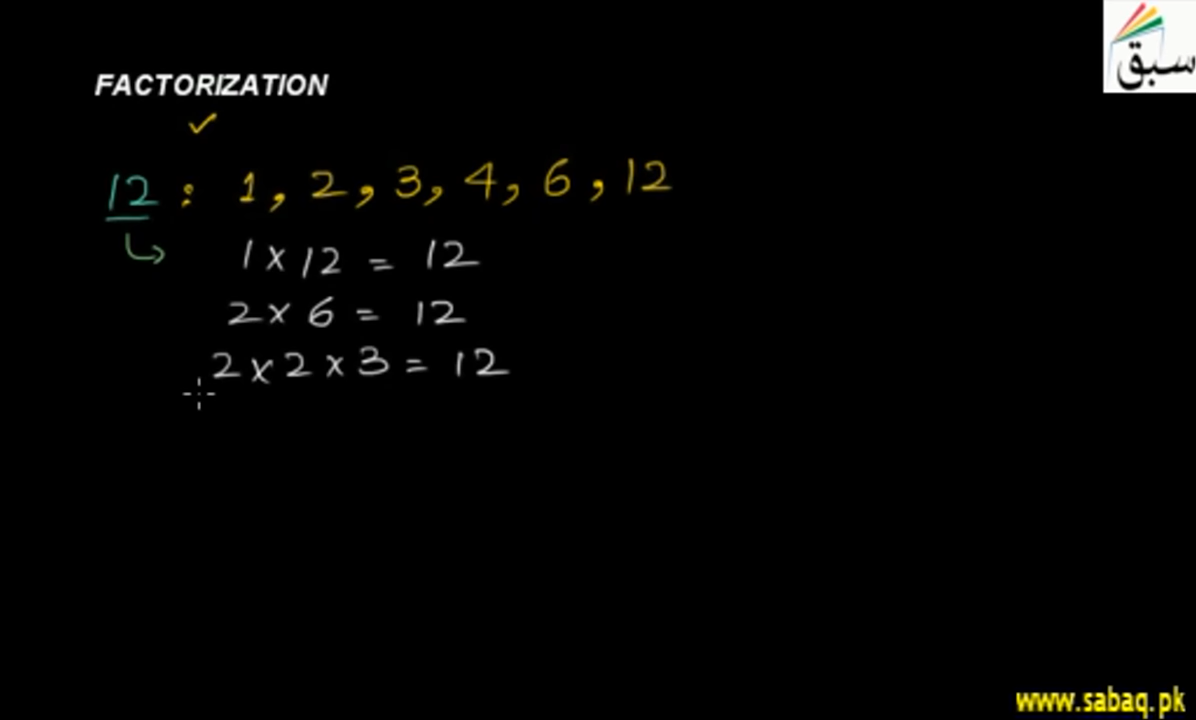 سبق
FACTORIZATION
12 : 1 , 2 , 3 , 4 , 6 , 12
1 x 12 = 12
2 x 6 = 12
2 x 2 x 3 = 12
www.sabaq.pk